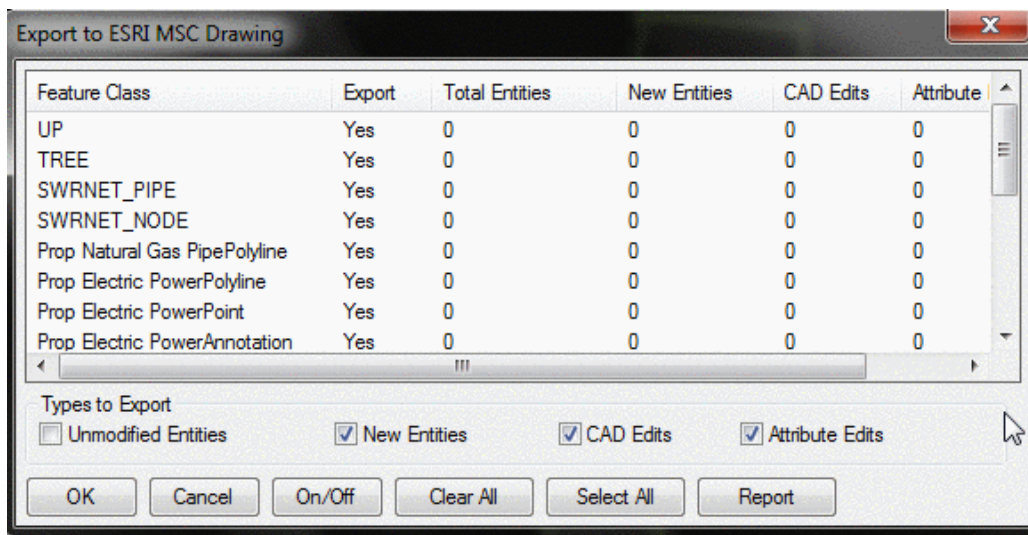 Export to ESRI MSC Drawing
Feature Class Export Total Entities New Entities CAD Edits Attribute
UP Yes 0 0 0 0
TREE Yes 0 0 0 0
SWRNET_PIPE Yes 0 0 0 0
SWRNET_NODE Yes 0 0 0 0
Prop Natural Gas PipePolyline Yes 0 0 0 0
Prop Electric PowerPolyline Yes 0 0 0 0
Prop Electric PowerPoint Yes 0 0 0 0
Prop Electric PowerAnnotation Yes 0 0 0 0
Types to Export
Unmodified Entities New Entities CAD Edits Attribute Edits
OK Cancel On/Off Clear All Select All Report